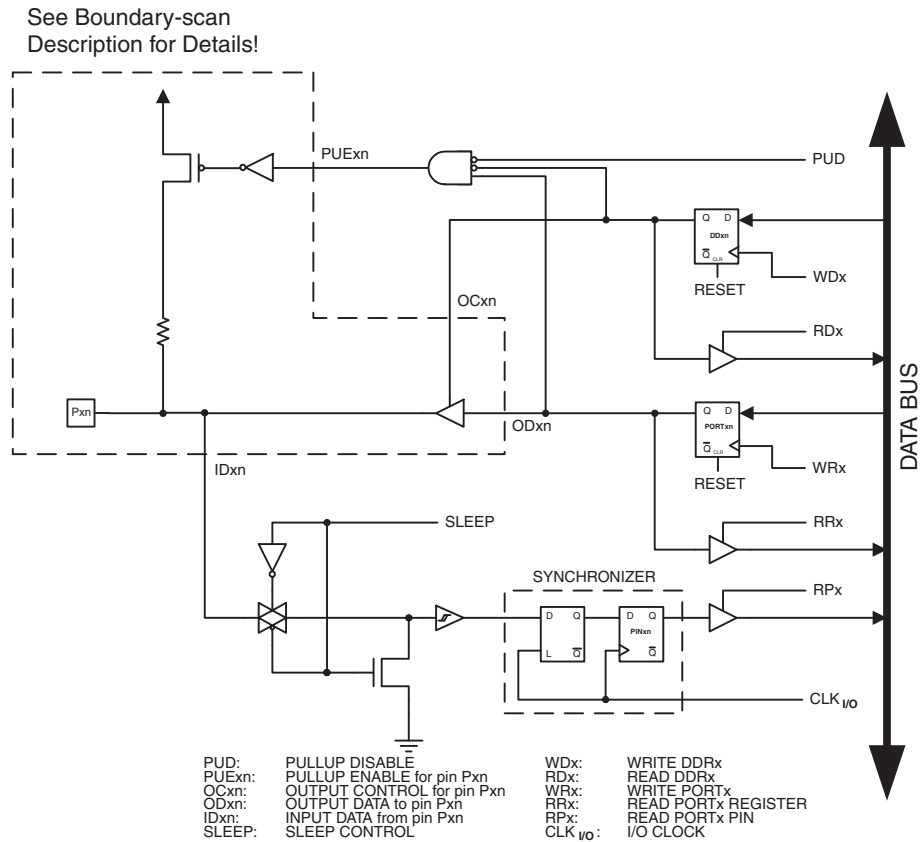 See Boundary-scan
Description for Details!
PUExn
PUD
Q D
DDxn
Q CLR
WDx
RESET
OCxn
RDx
Pxn
ODxn
Q D
PORTxn
Q CLR
WRx
RESET
IDxn
SLEEP
RRx
SYNCHRONIZER
RPx
D Q
L Q
D Q
PINxn
Q
CLK I/O
DATA BUS
PUD: PULLUP DISABLE
PUExn: PULLUP ENABLE for pin Pxn
OCxn: OUTPUT CONTROL for pin Pxn
ODxn: OUTPUT DATA to pin Pxn
IDxn: INPUT DATA from pin Pxn
SLEEP: SLEEP CONTROL
WDx: WRITE DDRx
RDx: READ DDRx
WRx: WRITE PORTx
RRx: READ PORTx REGISTER
RPx: READ PORTx PIN
CLK I/O: I/O CLOCK